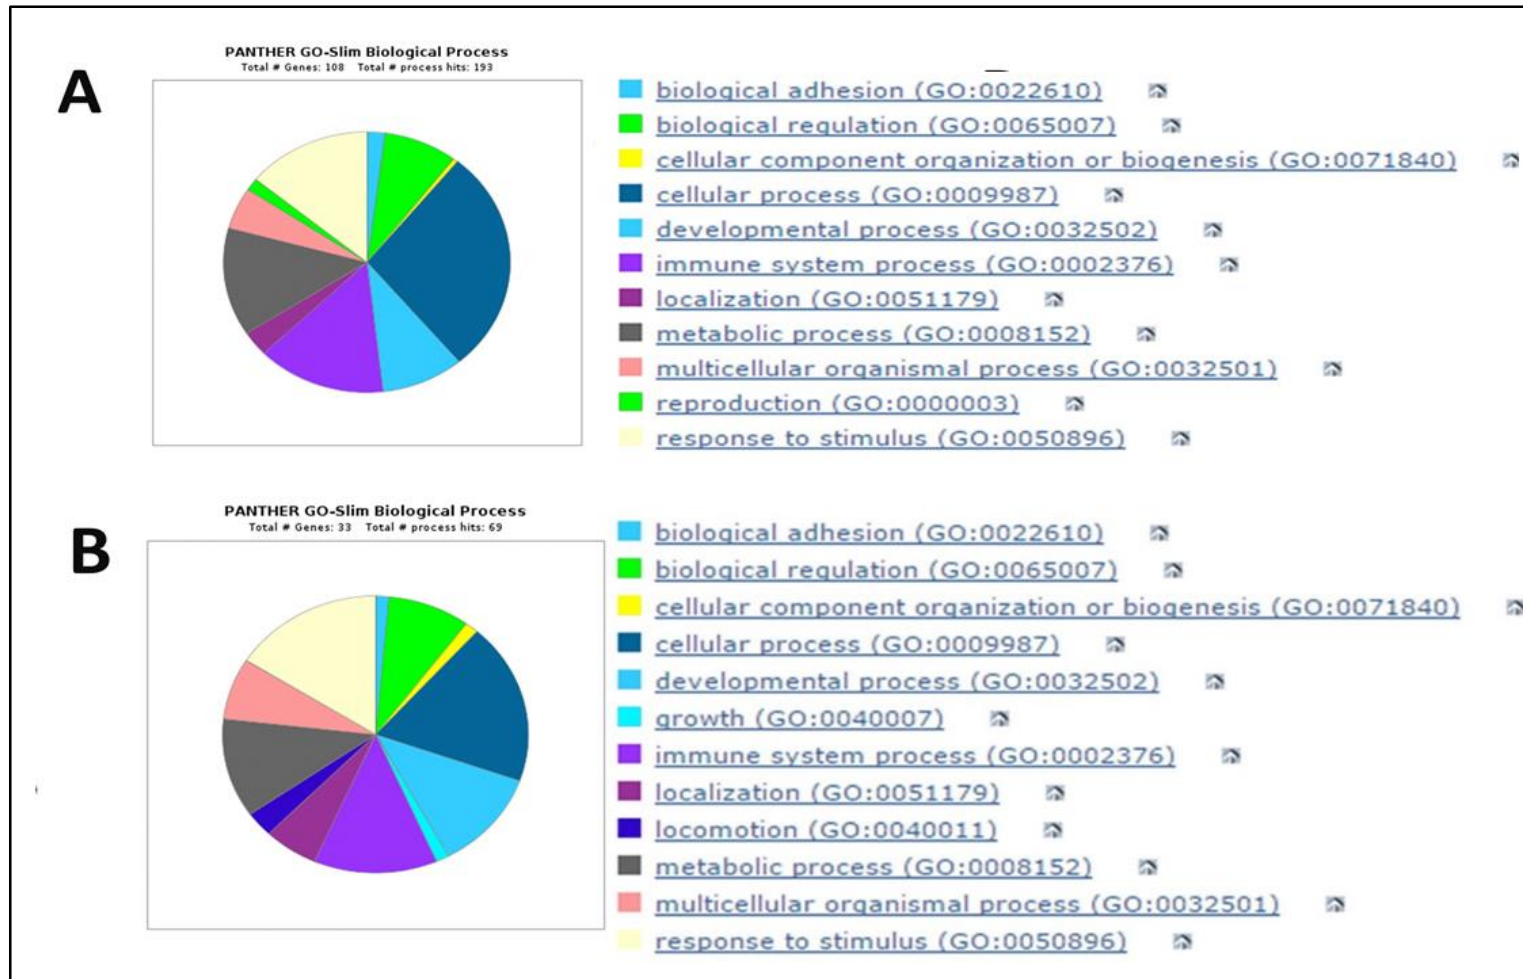 A
PANTHER GO-Slim Biological Process
Total # Genes: 108 Total # process hits: 193
biological adhesion (GO:0022610)
biological regulation (GO:0065007)
cellular component organization or biogenesis (GO:0071840)
cellular process (GO:0009987)
developmental process (GO:0032502)
immune system process (GO:0002376)
localization (GO:0051179)
metabolic process (GO:0008152)
multicellular organismal process (GO:0032501)
reproduction (GO:0000003)
response to stimulus (GO:0050896)
B
PANTHER GO-Slim Biological Process
Total # Genes: 33 Total # process hits: 69
biological adhesion (GO:0022610)
biological regulation (GO:0065007)
cellular component organization or biogenesis (GO:0071840)
cellular process (GO:0009987)
developmental process (GO:0032502)
growth (GO:0040007)
immune system process (GO:0002376)
localization (GO:0051179)
locomotion (GO:0040011)
metabolic process (GO:0008152)
multicellular organismal process (GO:0032501)
response to stimulus (GO:0050896)